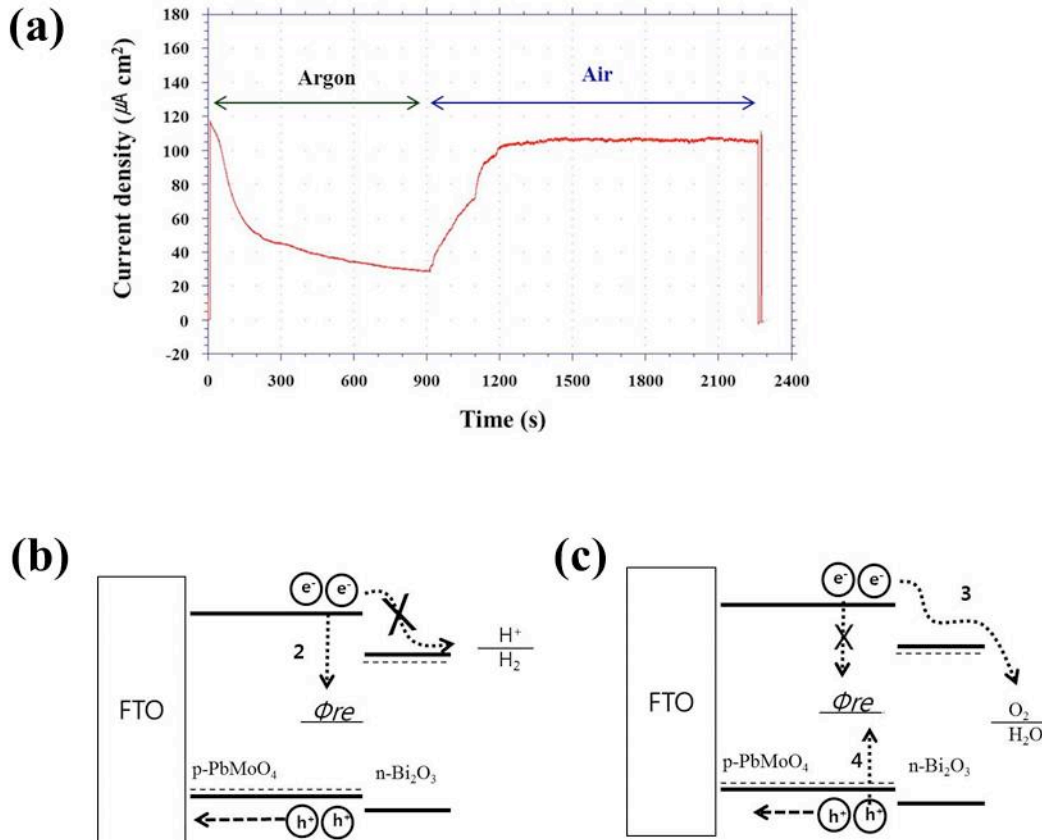 (a)
180
160
140
120
100
80
60
40
20
0
-20
Current density (μA cm²)
Argon
Air
0 300 600 900 1200 1500 1800 2100 2400
Time (s)
(b)
e⁻ e⁻
X
2
H⁺
H₂
FTO
Φre
p-PbMoO₄
n-Bi₂O₃
h⁺ h⁺
(c)
e⁻ e⁻
3
X
FTO
Φre
O₂
H₂O
p-PbMoO₄
4
n-Bi₂O₃
h⁺ h⁺